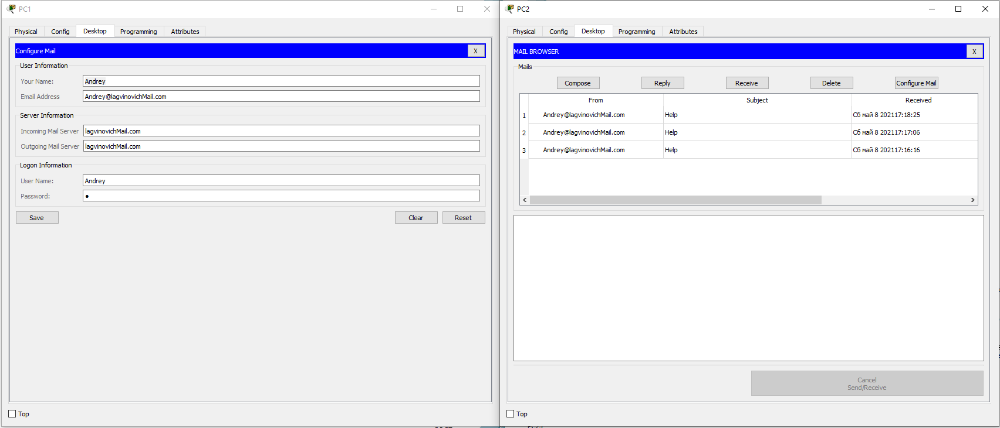 PC1
Physical Config Desktop Programming Attributes
Configure Mail X
User Information
Your Name: Andrey
Email Address Andrey@lagvinovichMail.com
Server Information
Incoming Mail Server lagvinovichMail.com
Outgoing Mail Server lagvinovichMail.com
Logon Information
User Name: Andrey
Password: ●
Save Clear Reset
Top
PC2
Physical Config Desktop Programming Attributes
MAIL BROWSER X
Mails
Compose Reply Receive Delete Configure Mail
From Subject Received
1 Andrey@lagvinovichMail.com Help Сб май 8 202117:18:25
2 Andrey@lagvinovichMail.com Help Сб май 8 202117:17:06
3 Andrey@lagvinovichMail.com Help Сб май 8 202117:16:16
Cancel
Send/Receive
Top